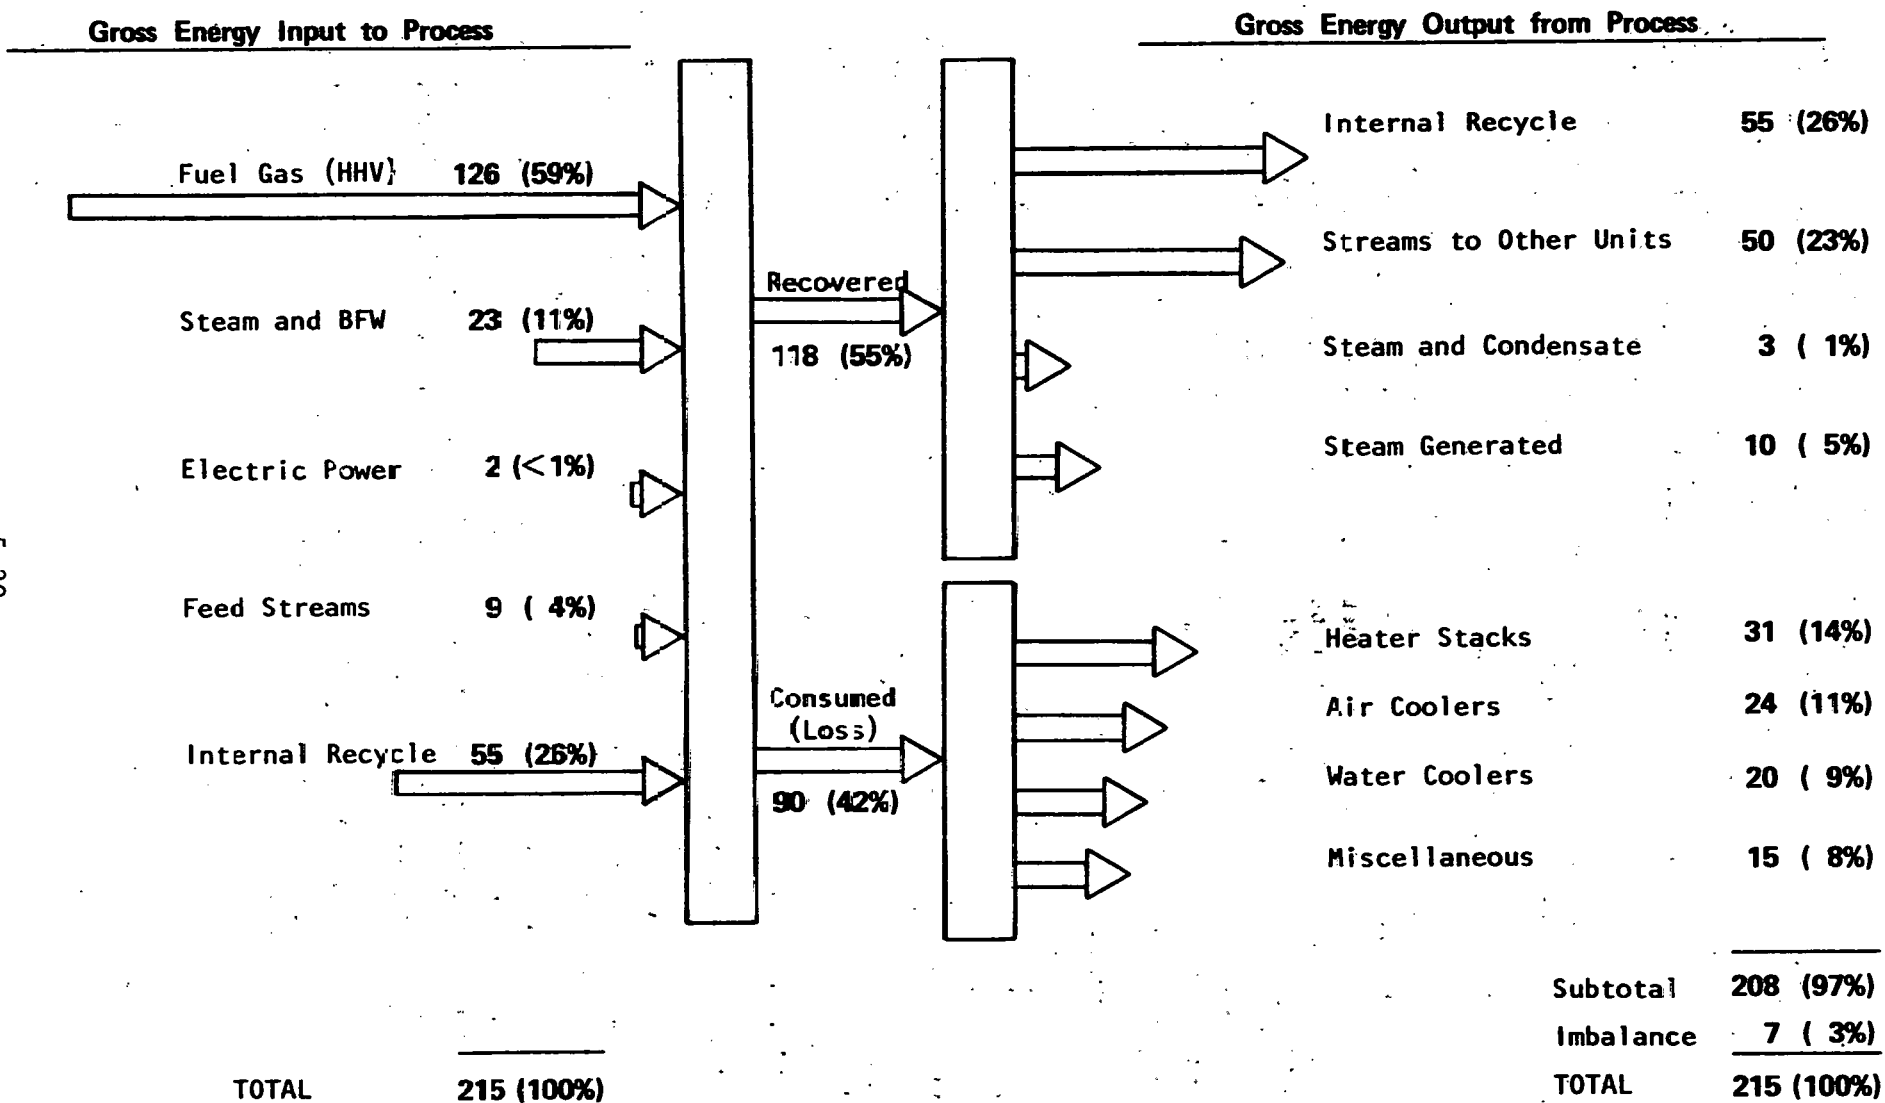 Gross Energy Input to Process
Gross Energy Output from Process
Fuel Gas (HHV) 126 (59%)
Steam and BFW 23 (11%)
Electric Power 2 (<1%)
Feed Streams 9 ( 4%)
Internal Recycle 55 (26%)
TOTAL 215 (100%)
Recovered
118 (55%)
Consumed
(Loss)
90 (42%)
Internal Recycle 55 (26%)
Streams to Other Units 50 (23%)
Steam and Condensate 3 ( 1%)
Steam Generated 10 ( 5%)
Heater Stacks 31 (14%)
Air Coolers 24 (11%)
Water Coolers 20 ( 9%)
Miscellaneous 15 ( 8%)
Subtotal 208 (97%)
Imbalance 7 ( 3%)
TOTAL 215 (100%)